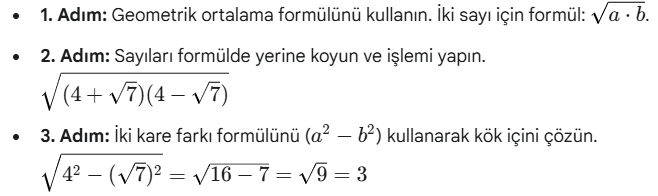 • 1. Adım: Geometrik ortalama formülünü kullanın. İki sayı için formül: √(a · b).
• 2. Adım: Sayıları formülde yerine koyun ve işlemi yapın.
√((4 + √7)(4 − √7))
• 3. Adım: İki kare farkı formülünü (a² − b²) kullanarak kök içini çözün.
√(4² − (√7)²) = √(16 − 7) = √9 = 3